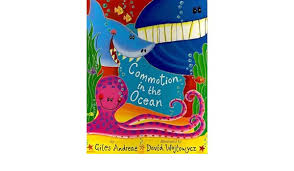 Commotion
in the
Ocean
Giles Andreae
David Wojtowycz